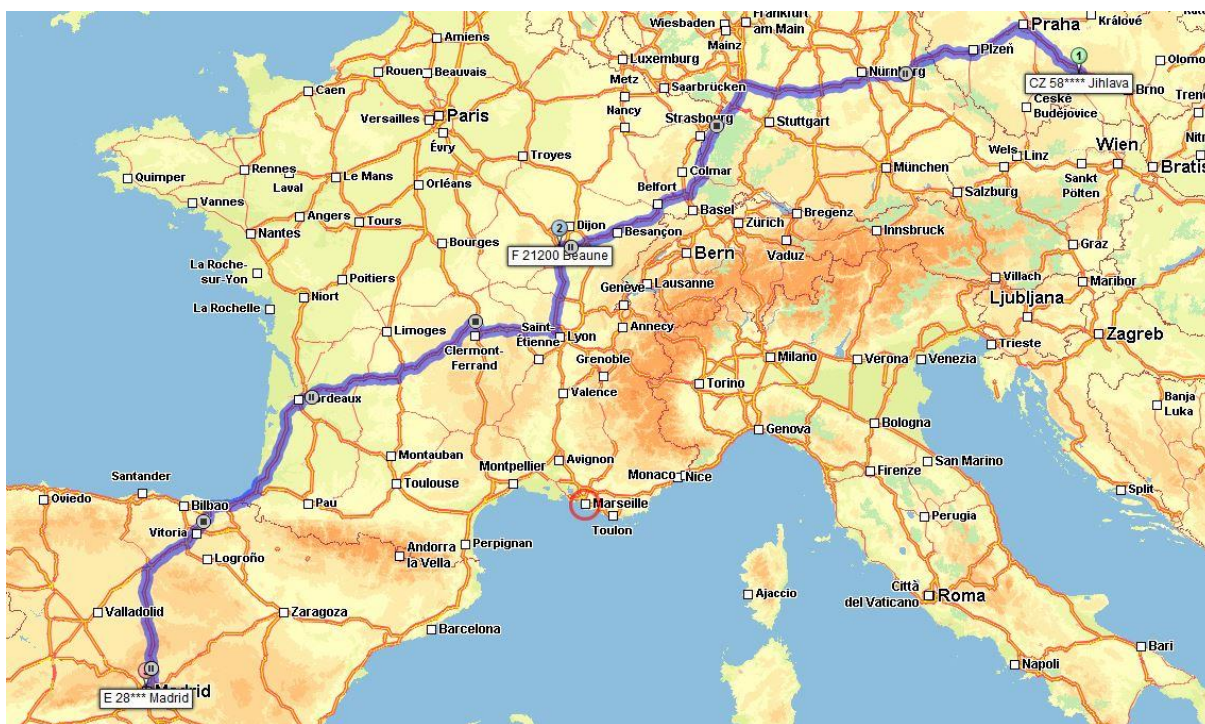 Wiesbaden
Frankfurt
am Main
Mainz
Praha
Králové
Amiens
Luxemburg
Plzeň
Nürnberg
Olomo
Rouen
Beauvais
Metz
Saarbrücken
CZ 58**** Jihlava
1
Caen
Nancy
Brno
Tren
České
Budejovice
Versailles
Paris
Évry
Strasbourg
Stuttgart
Nitr
Troyes
Wels
Linz
Wien
Bratis
Quimper
Rennes
Laval
Le Mans
Orléans
Colmar
München
Sankt
Pölten
Salzburg
Vannes
Belfort
Angers
Tours
Basel
Bregenz
Nantes
2
Dijon
Besançon
Zürich
Innsbruck
Bourges
F 21200 Beaune
Bern
Vaduz
Graz
La Roche-
sur-Yon
Poitiers
Lausanne
Villach
Maribor
Genève
Ljubljana
Niort
La Rochelle
Limoges
Saint-
Étienne
Lyon
Annecy
Zagreb
Clermont-
Ferrand
Grenoble
Milano
Verona
Venezia
Trieste
Torino
Bordeaux
Valence
Banja
Luka
Genova
Bologna
Montauban
Avignon
San Marino
Santander
Montpellier
Monaco
Nice
Firenze
Toulouse
Oviedo
Bilbao
Pau
Marseille
Split
Toulon
Perugia
Vitoria
Perpignan
Logroño
Andorra
la Vella
Città
del Vaticano
Roma
Ajaccio
Valladolid
Zaragoza
Barcelona
Bari
Napoli
Madrid
E 28*** Madrid